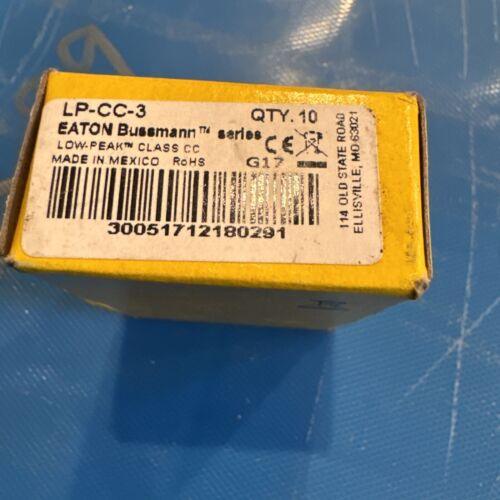 LP-CC-3 QTY. 10
EATON Bussmann™ series
LOW-PEAK™ CLASS CC CE
MADE IN MEXICO RoHS G17
30051712180291
114 OLD STATE ROAD
ELLISVILLE, MO 63021